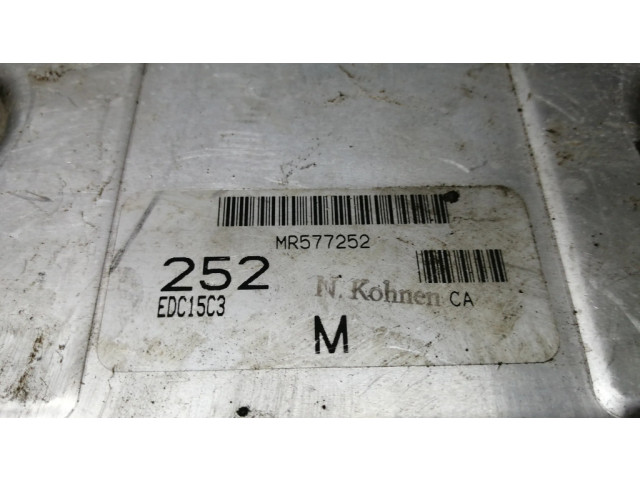 MR577252
252
N. Kohnen CA
EDC15C3
M